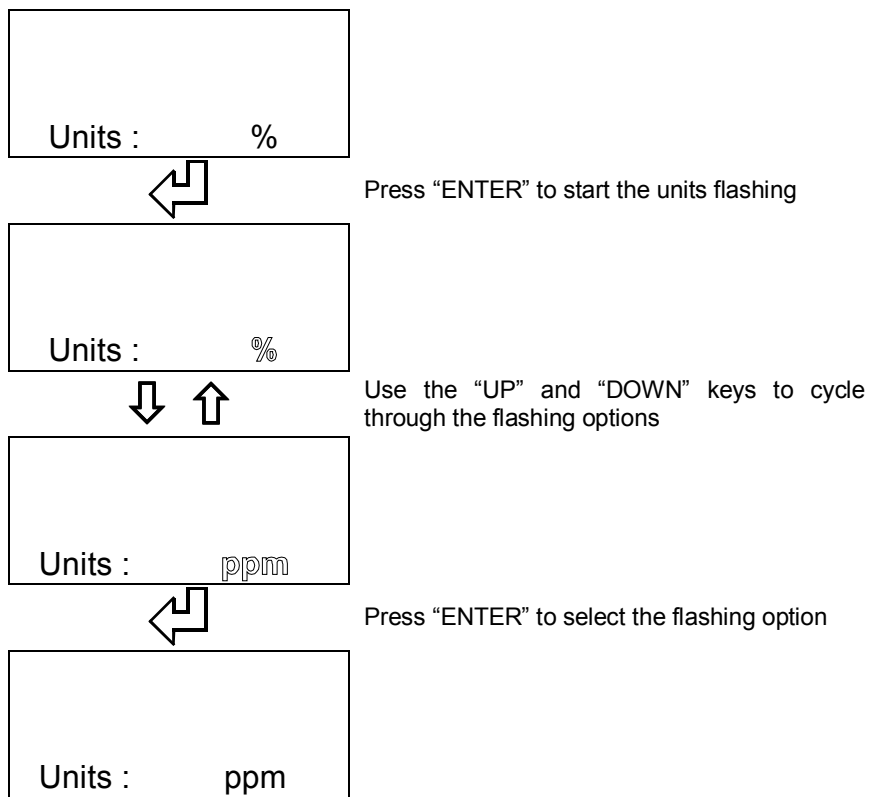 Units : %
Press “ENTER” to start the units flashing
Units : %
Use the “UP” and “DOWN” keys to cycle
through the flashing options
Units : ppm
Press “ENTER” to select the flashing option
Units : ppm